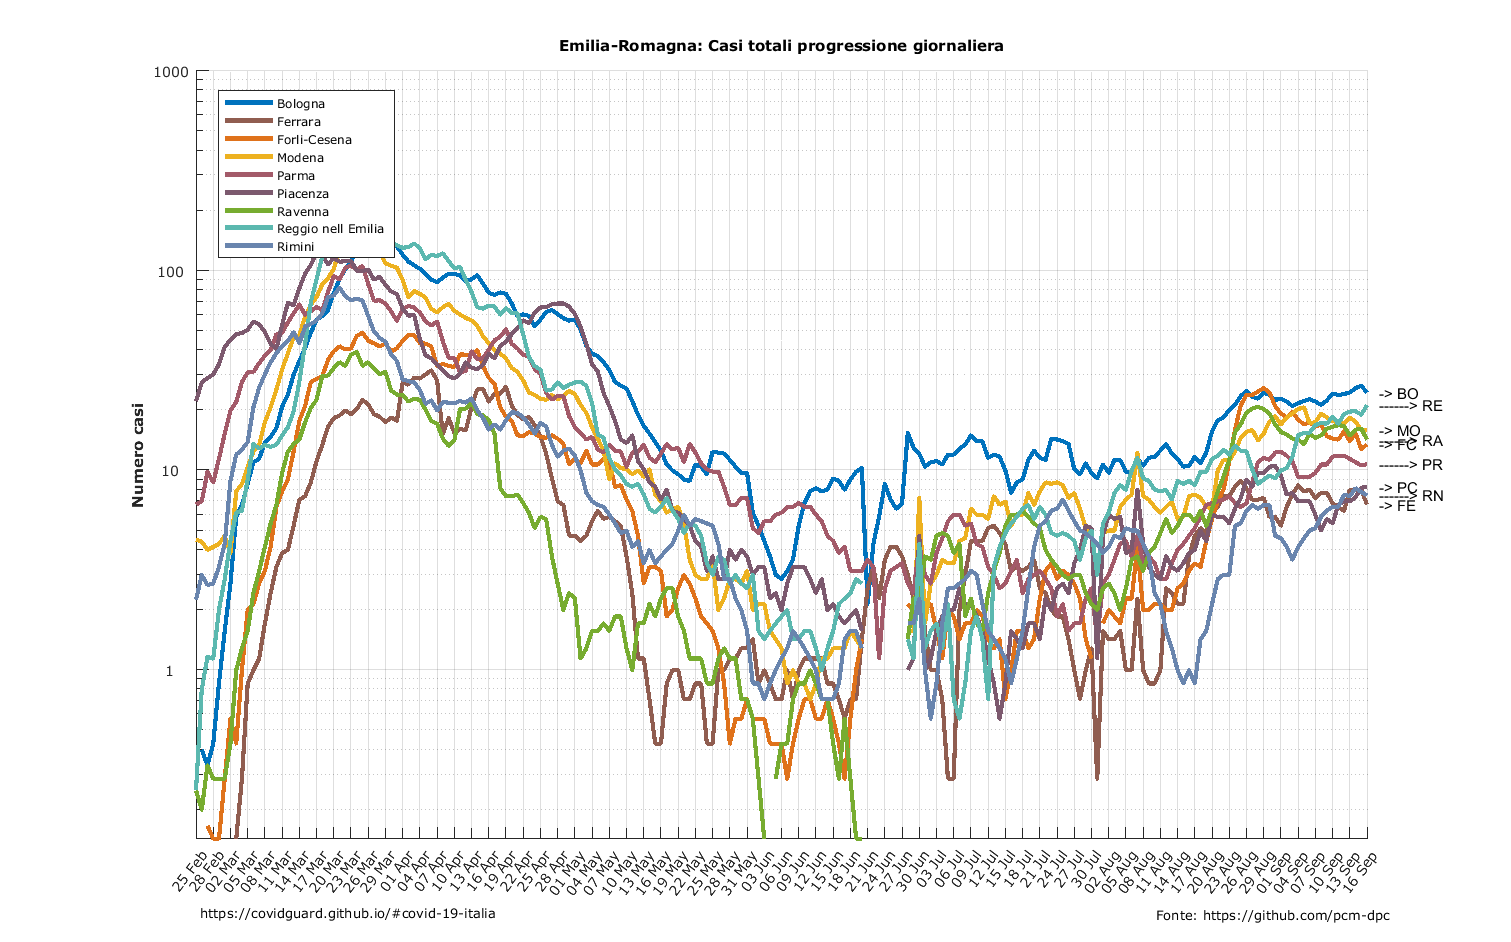 Emilia-Romagna: Casi totali progressione giornaliera
1000
100
10
1
Numero casi
Bologna
Ferrara
Forli-Cesena
Modena
Parma
Piacenza
Ravenna
Reggio nell Emilia
Rimini
-> BO
------> RE
-> MO
------> RA
-> FC
------> PR
-> PC
------> RN
-> FE
25 Feb
28 Feb
02 Mar
05 Mar
08 Mar
11 Mar
14 Mar
17 Mar
20 Mar
23 Mar
26 Mar
29 Mar
01 Apr
04 Apr
07 Apr
10 Apr
13 Apr
16 Apr
19 Apr
22 Apr
25 Apr
28 Apr
01 May
04 May
07 May
10 May
13 May
16 May
19 May
22 May
25 May
28 May
31 May
03 Jun
06 Jun
09 Jun
12 Jun
15 Jun
18 Jun
21 Jun
24 Jun
27 Jun
30 Jun
03 Jul
06 Jul
09 Jul
12 Jul
15 Jul
18 Jul
21 Jul
24 Jul
27 Jul
30 Jul
02 Aug
05 Aug
08 Aug
11 Aug
14 Aug
17 Aug
20 Aug
23 Aug
26 Aug
29 Aug
01 Sep
04 Sep
07 Sep
10 Sep
13 Sep
16 Sep
https://covidguard.github.io/#covid-19-italia
Fonte: https://github.com/pcm-dpc